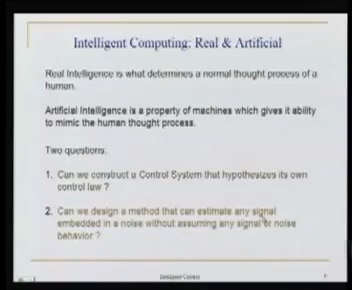 Intelligent Computing: Real & Artificial
Real Intelligence is what determines a normal thought process of a
human.
Artificial Intelligence is a property of machines which gives it ability
to mimic the human thought process.
Two questions:
1. Can we construct a Control System that hypothesizes its own
control law ?
2. Can we design a method that can estimate any signal
embedded in a noise without assuming any signal or noise
behavior ?
Intelligent Control